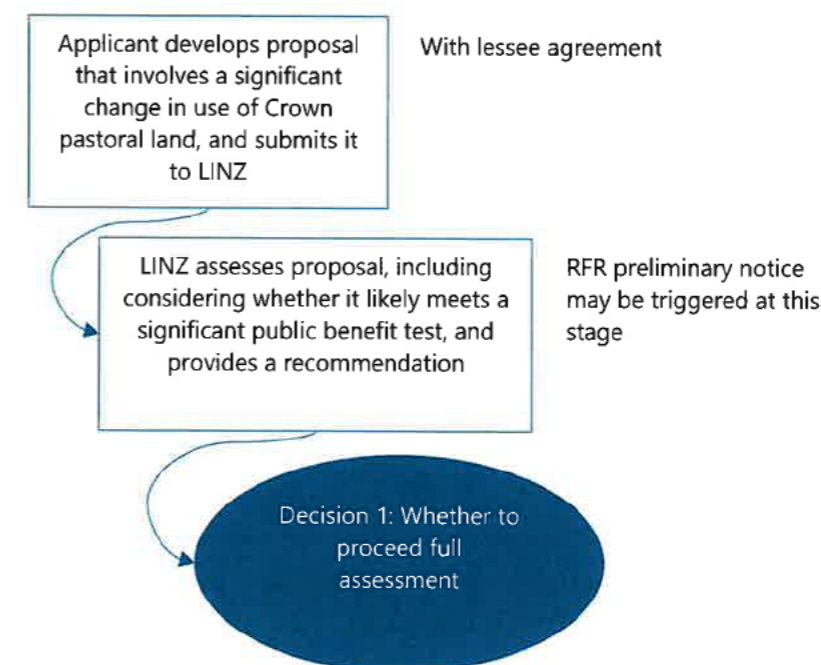 Applicant develops proposal
that involves a significant
change in use of Crown
pastoral land, and submits it
to LINZ
With lessee agreement
LINZ assesses proposal, including
considering whether it likely meets a
significant public benefit test, and
provides a recommendation
RFR preliminary notice
may be triggered at this
stage
Decision 1: Whether to
proceed full
assessment